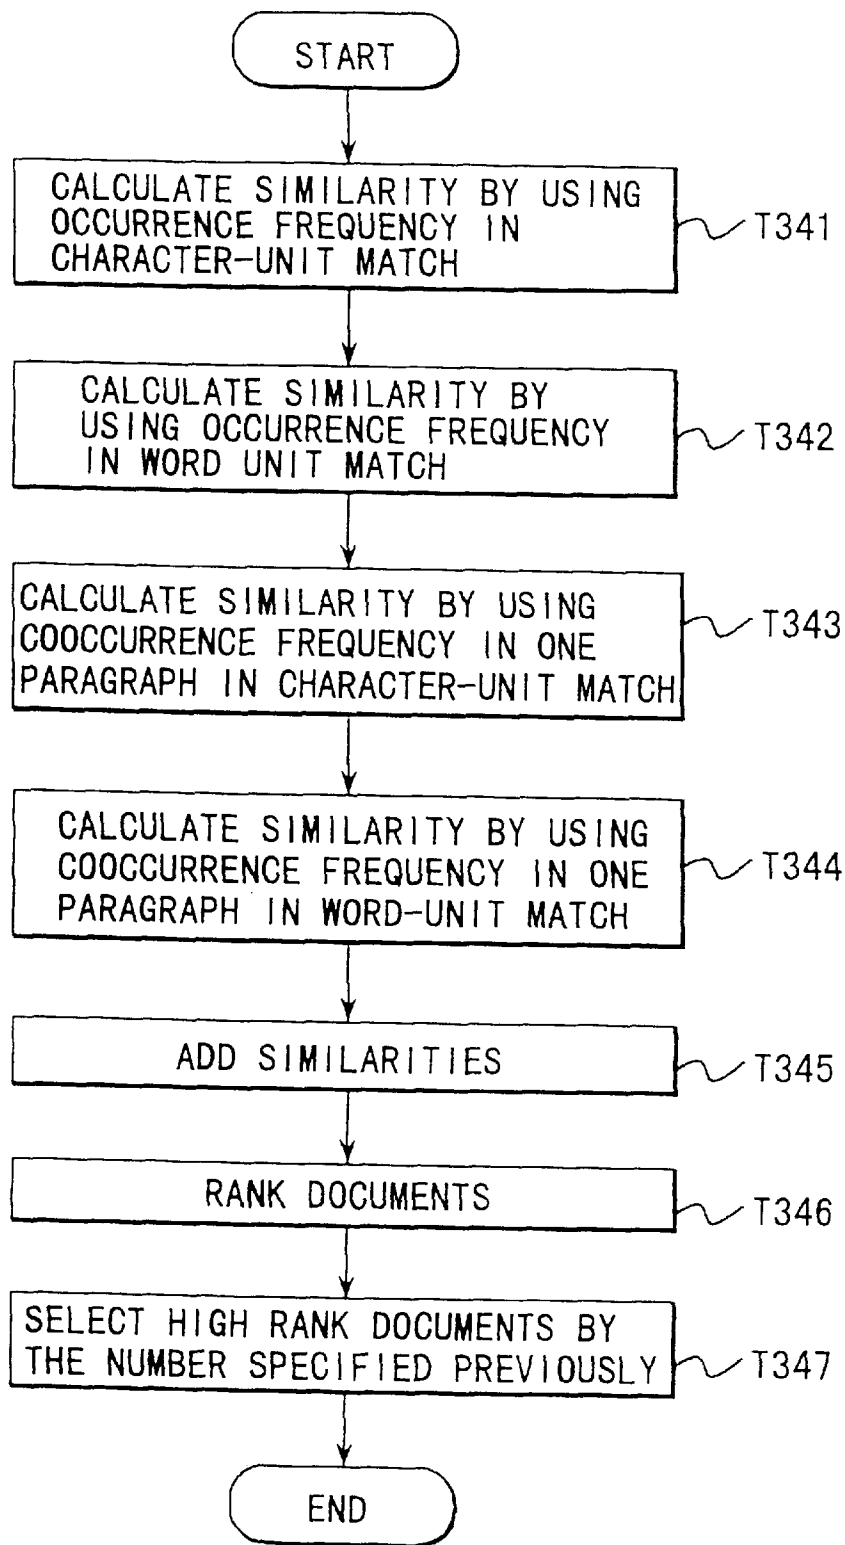 START
CALCULATE SIMILARITY BY USING
OCCURRENCE FREQUENCY IN
CHARACTER-UNIT MATCH
T341
CALCULATE SIMILARITY BY
USING OCCURRENCE FREQUENCY
IN WORD UNIT MATCH
T342
CALCULATE SIMILARITY BY USING
COOCCURRENCE FREQUENCY IN ONE
PARAGRAPH IN CHARACTER-UNIT MATCH
T343
CALCULATE SIMILARITY BY USING
COOCCURRENCE FREQUENCY IN ONE
PARAGRAPH IN WORD-UNIT MATCH
T344
ADD SIMILARITIES
T345
RANK DOCUMENTS
T346
SELECT HIGH RANK DOCUMENTS BY
THE NUMBER SPECIFIED PREVIOUSLY
T347
END